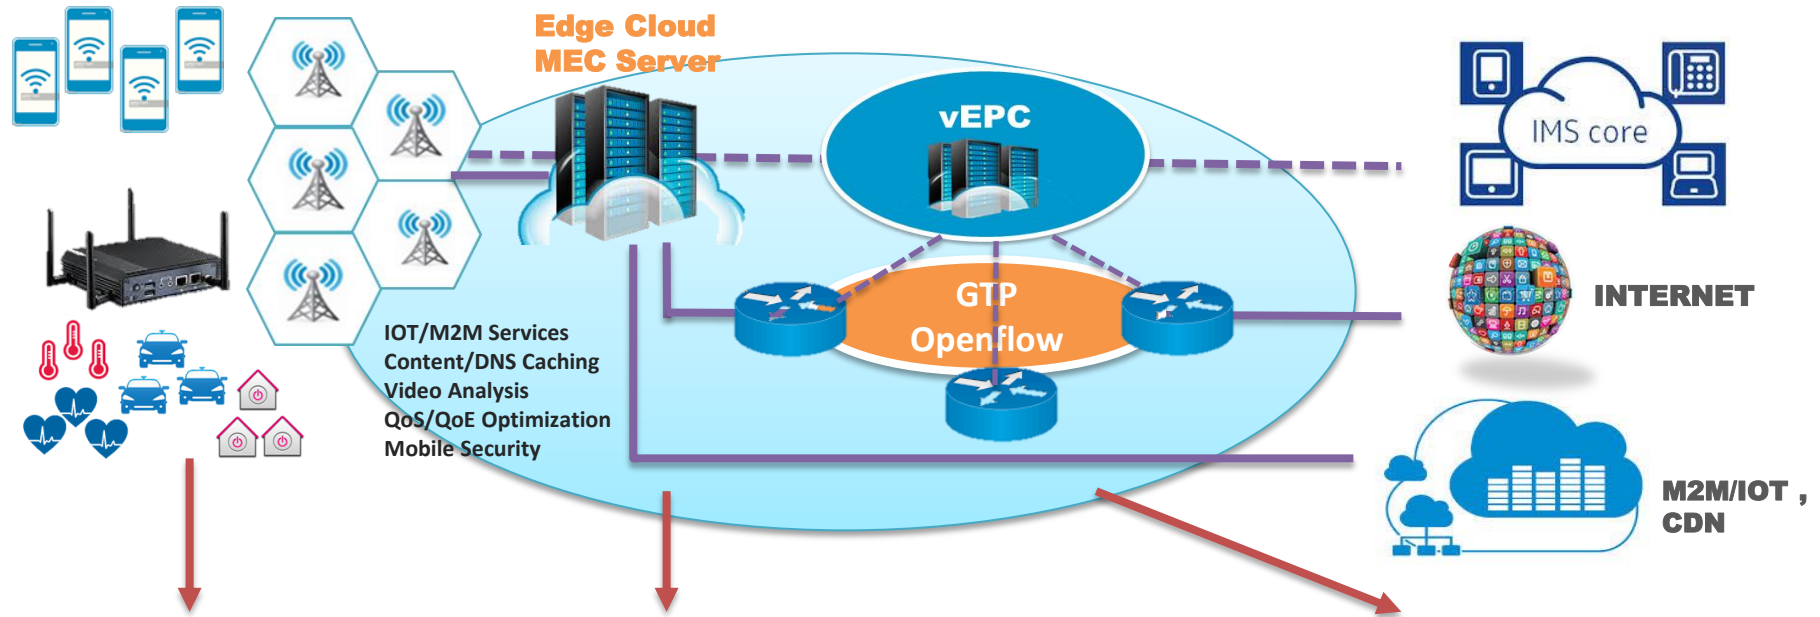 Edge Cloud
MEC Server
vEPC
IMS core
GTP
Openflow
INTERNET
IOT/M2M Services
Content/DNS Caching
Video Analysis
QoS/QoE Optimization
Mobile Security
M2M/IOT ,
CDN